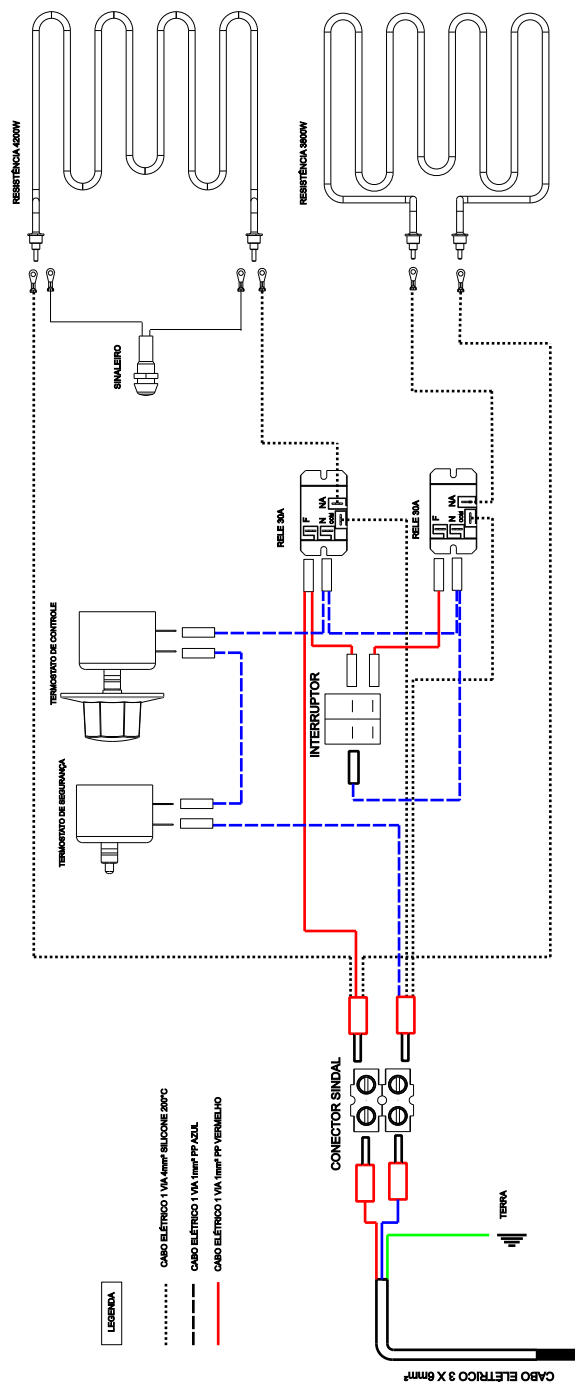 RESISTÊNCIA 4200W
RESISTÊNCIA 3800W
SINALEIRO
RELE 30A
F
N
NA
COM
RELE 30A
F
N
NA
COM
TERMOSTATO DE CONTROLE
INTERRUPTOR
TERMOSTATO DE SEGURANÇA
CONECTOR SINDAL
LEGENDA
CABO ELÉTRICO 1 VIA 4mm² SILICONE 200°C
CABO ELÉTRICO 1 VIA 1mm² PP AZUL
CABO ELÉTRICO 1 VIA 1mm² PP VERMELHO
TERRA
CABO ELÉTRICO 3 X 6mm²